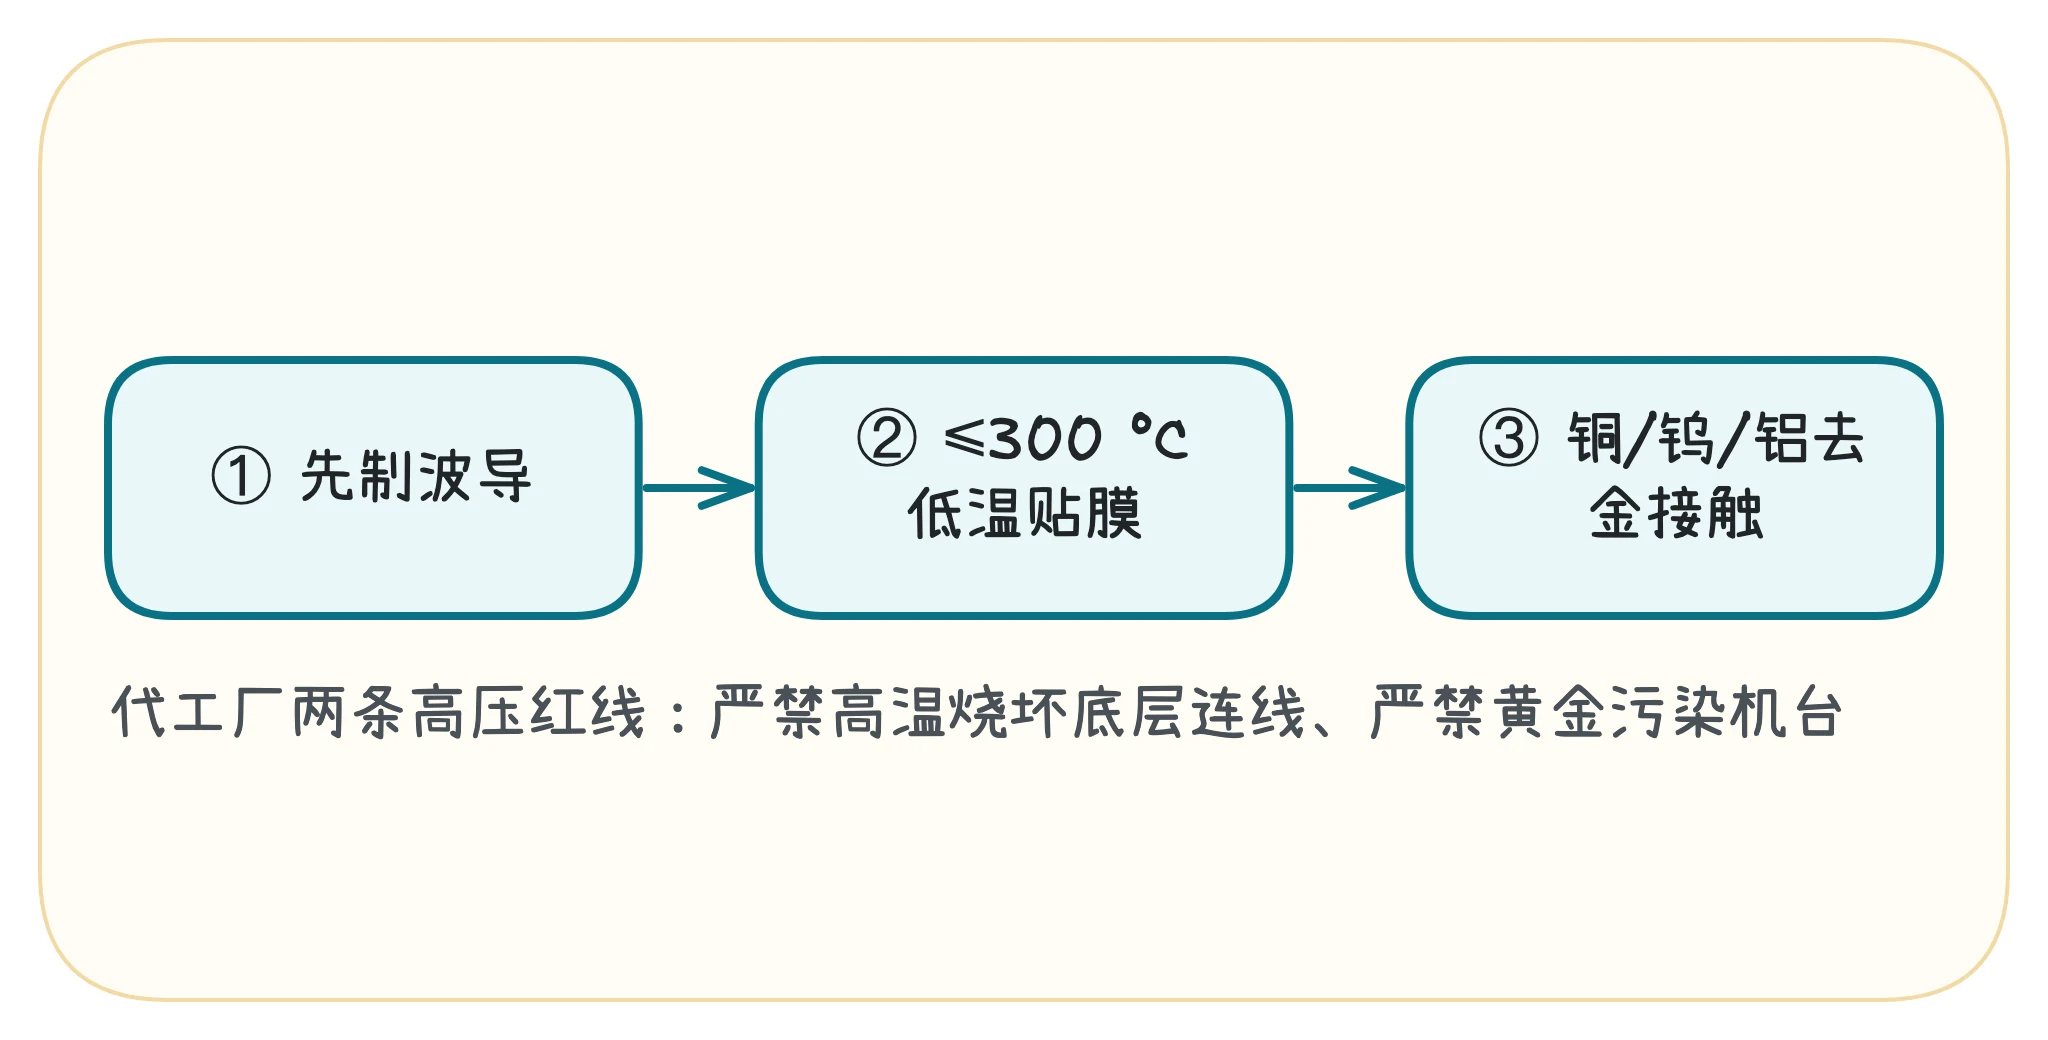 ① 先制波导
② ≤300 °C
低温贴膜
③ 铜/钨/铝去
金接触
代工厂两条高压红线：严禁高温烧坏底层连线、严禁黄金污染机台